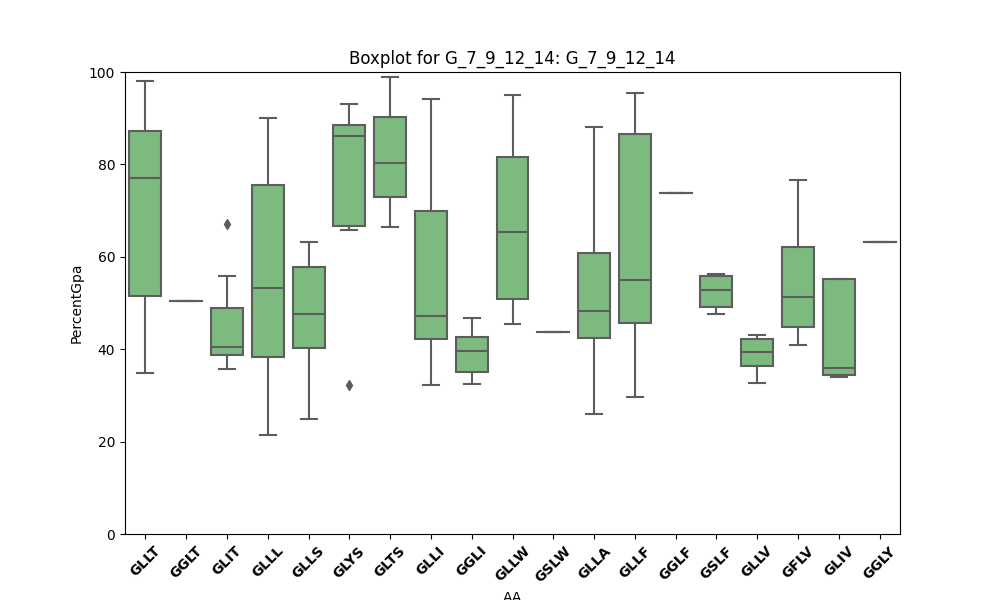 Boxplot for G_7_9_12_14: G_7_9_12_14
100
80
60
40
20
0
PercentGpa
GLLT GGLT GLIT GLLL GLLS GLYS GLTS GLLI GGLI GLLW GSLW GLLA GLLF GGLF GSLF GLLV GFLV GLIV GGLY
AA